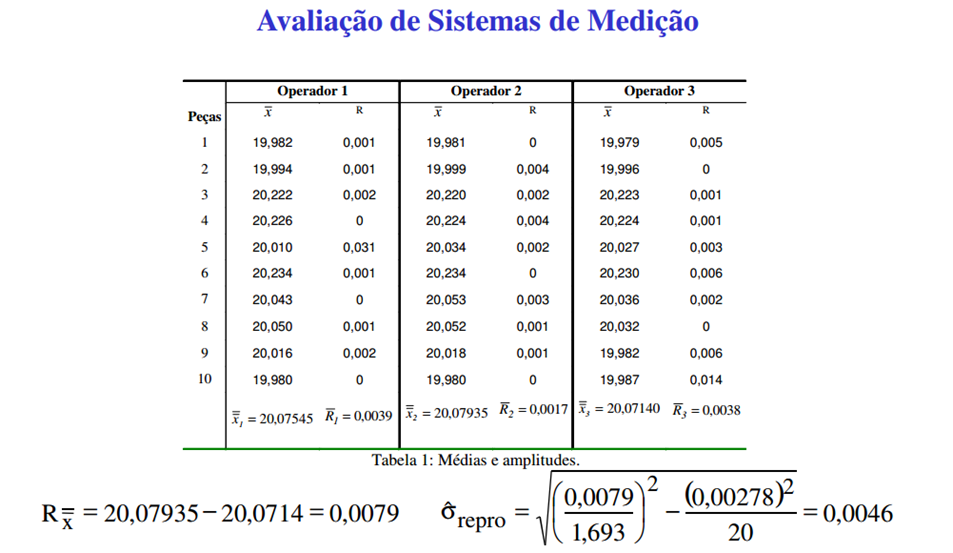 Avaliação de Sistemas de Medição
Operador 1 Operador 2 Operador 3
Peças x̄ R x̄ R x̄ R
1 19,982 0,001 19,981 0 19,979 0,005
2 19,994 0,001 19,999 0,004 19,996 0
3 20,222 0,002 20,220 0,002 20,223 0,001
4 20,226 0 20,224 0,004 20,224 0,001
5 20,010 0,031 20,034 0,002 20,027 0,003
6 20,234 0,001 20,234 0 20,230 0,006
7 20,043 0 20,053 0,003 20,036 0,002
8 20,050 0,001 20,052 0,001 20,032 0
9 20,016 0,002 20,018 0,001 19,982 0,006
10 19,980 0 19,980 0 19,987 0,014
x̿₁ = 20,07545 R̄₁ = 0,0039 x̿₂ = 20,07935 R̄₂ = 0,0017 x̿₃ = 20,07140 R̄₃ = 0,0038
Tabela 1: Médias e amplitudes.
R x̿ = 20,07935 − 20,0714 = 0,0079 σ̂repro = √((0,0079/1,693)² − (0,00278)²/20) = 0,0046